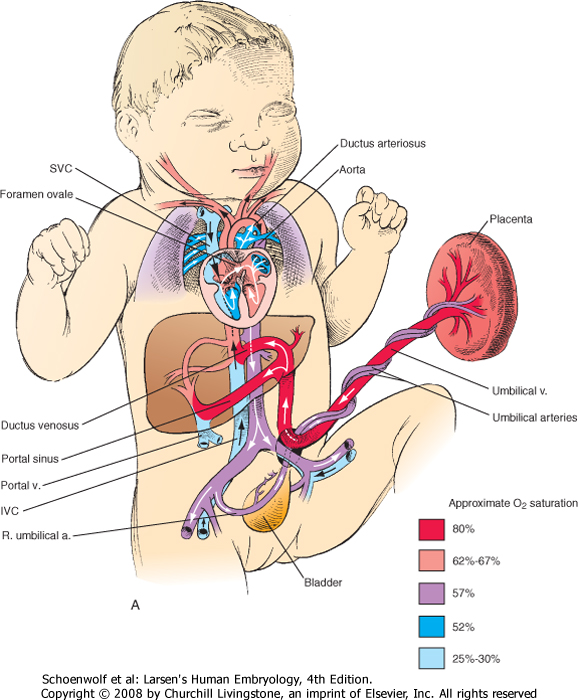 Ductus arteriosus
SVC
Aorta
Foramen ovale
Placenta
Umbilical v.
Umbilical arteries
Ductus venosus
Portal sinus
Portal v.
IVC
R. umbilical a.
Bladder
A
Approximate O2 saturation
80%
62%-67%
57%
52%
25%-30%
Schoenwolf et al: Larsen's Human Embryology, 4th Edition.
Copyright © 2008 by Churchill Livingstone, an imprint of Elsevier, Inc. All rights reserved